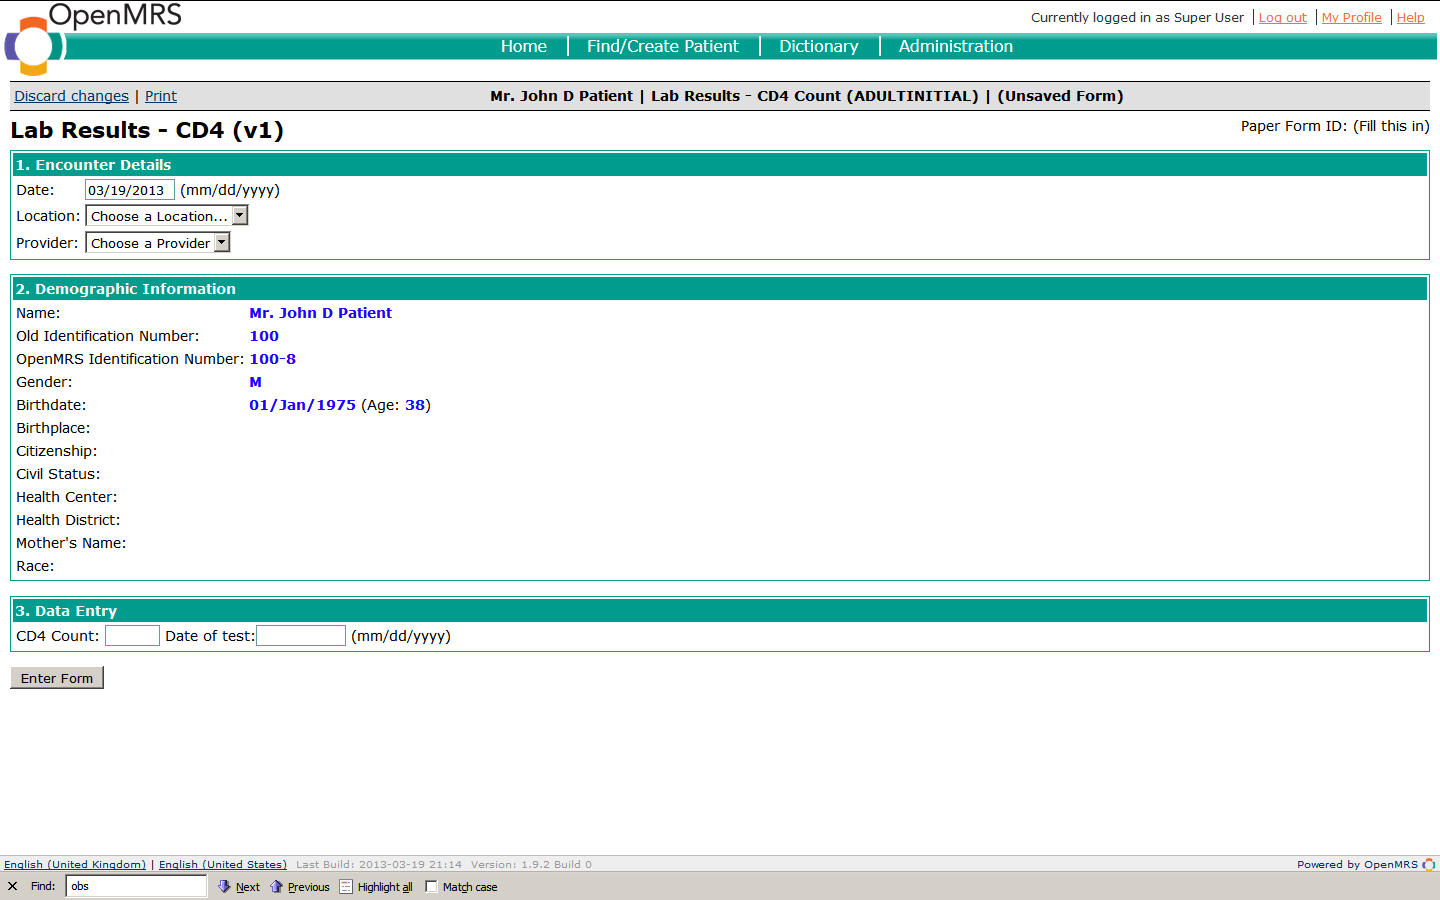 OpenMRS
Currently logged in as Super User | Log out | My Profile | Help
Home | Find/Create Patient | Dictionary | Administration
Discard changes | Print
Mr. John D Patient | Lab Results - CD4 Count (ADULTINITIAL) | (Unsaved Form)
Lab Results - CD4 (v1)
Paper Form ID: (Fill this in)
1. Encounter Details
Date: 03/19/2013 (mm/dd/yyyy)
Location: Choose a Location...
Provider: Choose a Provider
2. Demographic Information
Name: Mr. John D Patient
Old Identification Number: 100
OpenMRS Identification Number: 100-8
Gender: M
Birthdate: 01/Jan/1975 (Age: 38)
Birthplace:
Citizenship:
Civil Status:
Health Center:
Health District:
Mother's Name:
Race:
3. Data Entry
CD4 Count: Date of test: (mm/dd/yyyy)
Enter Form
English (United Kingdom) | English (United States) Last Build: 2013-03-19 21:14 Version: 1.9.2 Build 0
Powered by OpenMRS
Find: obs Next Previous Highlight all Match case